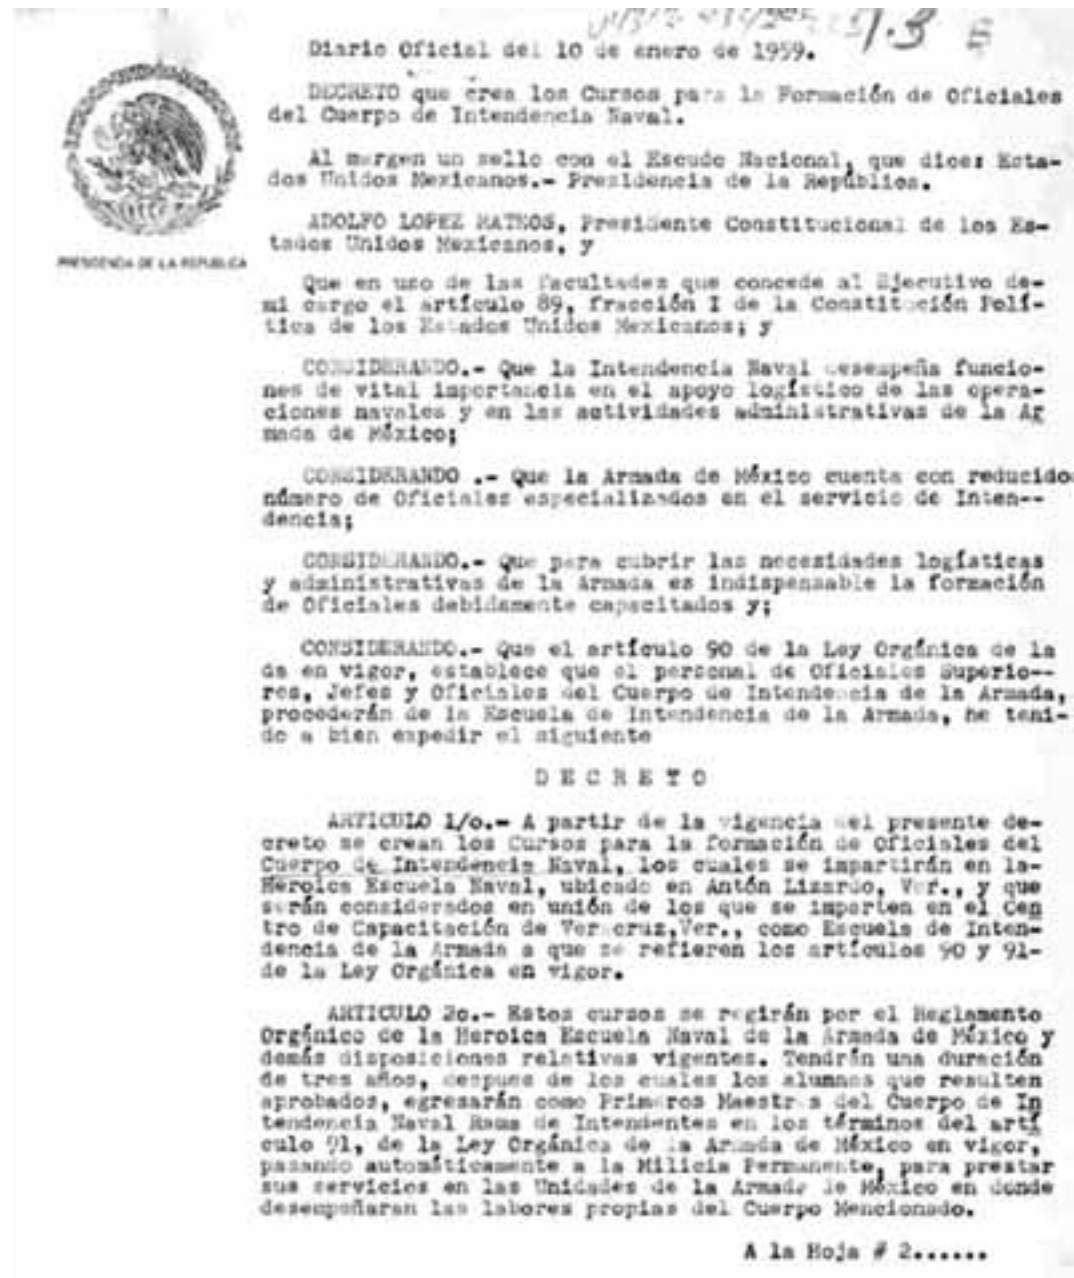 1.3 E
Diario Oficial del 10 de enero de 1959.
DECRETO que crea los Cursos para la Formación de Oficiales
del Cuerpo de Intendencia Naval.
Al margen un sello con el Escudo Nacional, que dice: Esta-
dos Unidos Mexicanos.- Presidencia de la República.
ADOLFO LOPEZ MATEOS, Presidente Constitucional de los Es-
tados Unidos Mexicanos, y
PRESIDENCIA DE LA REPUBLICA
Que en uso de las facultades que concede al Ejecutivo de-
mi cargo el artículo 89, fracción I de la Constitución Polí-
tica de los Estados Unidos Mexicanos; y
CONSIDERANDO.- Que la Intendencia Naval desempeña funcio-
nes de vital importancia en el apoyo logístico de las opera-
ciones navales y en las actividades administrativas de la Ar
mada de México;
CONSIDERANDO .- Que la Armada de México cuenta con reducido
número de Oficiales especializados en el servicio de Inten--
dencia;
CONSIDERANDO.- Que para cubrir las necesidades logísticas
y administrativas de la Armada es indispensable la formación
de Oficiales debidamente capacitados y;
CONSIDERANDO.- Que el artículo 90 de la Ley Orgánica de la
da en vigor, establece que el personal de Oficiales Superio--
res, Jefes y Oficiales del Cuerpo de Intendencia de la Armada,
procederán de la Escuela de Intendencia de la Armada, he teni-
do a bien expedir el siguiente
D E C R E T O
ARTICULO 1/o.- A partir de la vigencia del presente de-
creto se crean los Cursos para la formación de Oficiales del
Cuerpo de Intendencia Naval, los cuales se impartirán en la-
Heroica Escuela Naval, ubicado en Antón Lizardo, Ver., y que
serán considerados en unión de los que se imparten en el Cen
tro de Capacitación de Veracruz,Ver., como Escuela de Inten-
dencia de la Armada a que se refieren los artículos 90 y 91-
de la Ley Orgánica en vigor.
ARTICULO 2o.- Estos cursos se regirán por el Reglamento
Orgánico de la Heroica Escuela Naval de la Armada de México y
demás disposiciones relativas vigentes. Tendrán una duración
de tres años, despues de los cuales los alumnos que resulten
aprobados, egresarán como Primeros Maestres del Cuerpo de In
tendencia Naval Rama de Intendentes en los términos del artí
culo 91, de la Ley Orgánica de la Armada de México en vigor,
pasando automáticamente a la Milicia Permanente, para prestar
sus servicios en las Unidades de la Armada de México en donde
desempeñaran las labores propias del Cuerpo Mencionado.
A la Hoja # 2......